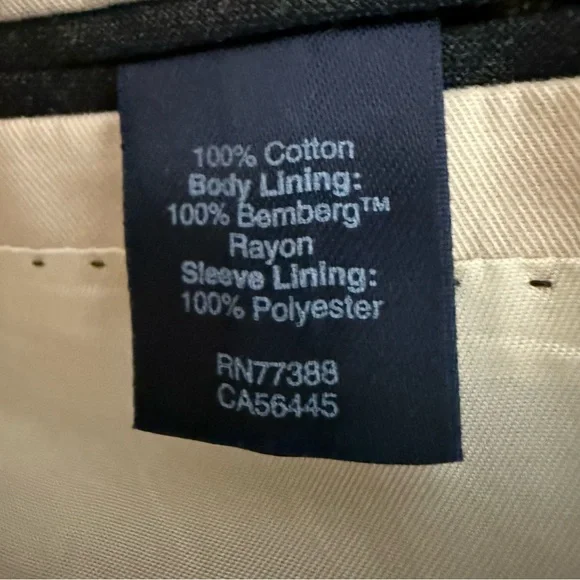 100% Cotton
Body Lining:
100% Bemberg™
Rayon
Sleeve Lining:
100% Polyester
RN77388
CA56445